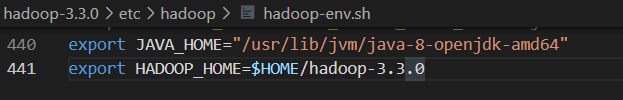 hadoop-3.3.0 > etc > hadoop > hadoop-env.sh
440 export JAVA_HOME="/usr/lib/jvm/java-8-openjdk-amd64"
441 export HADOOP_HOME=$HOME/hadoop-3.3.0